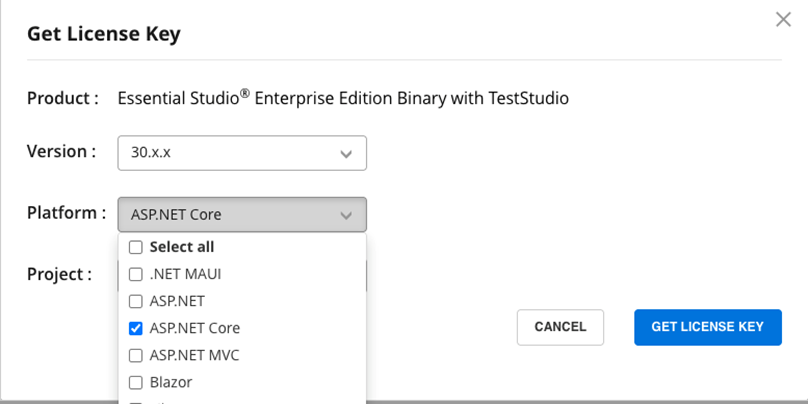 Get License Key
Product : Essential Studio® Enterprise Edition Binary with TestStudio
Version : 30.x.x
Platform : ASP.NET Core
Select all
Project : .NET MAUI
ASP.NET
ASP.NET Core
CANCEL GET LICENSE KEY
ASP.NET MVC
Blazor